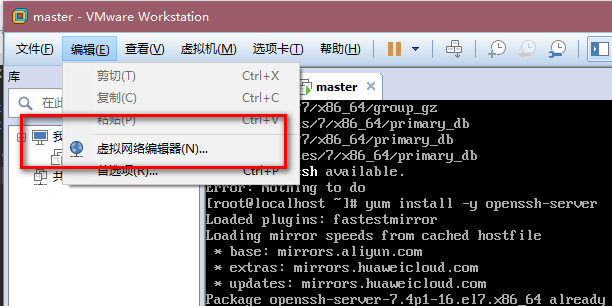 master - VMware Workstation
文件(F) 编辑(E) 查看(V) 虚拟机(M) 选项卡(T) 帮助(H)
库
在此
剪切(T) Ctrl+X
复制(C) Ctrl+C
粘贴(P) Ctrl+V
虚拟网络编辑器(N)...
首选项(R)... Ctrl+P
我
共
master
7/x86_64/group_gz
s/7/x86_64/primary_db
7/x86_64/primary_db
es/7/x86_64/primary_db
sh available.
Error: Nothing to do
[root@localhost ~]# yum install -y openssh-server
Loaded plugins: fastestmirror
Loading mirror speeds from cached hostfile
* base: mirrors.aliyun.com
* extras: mirrors.huaweicloud.com
* updates: mirrors.huaweicloud.com
Package openssh-server-7.4p1-16.el7.x86_64 already